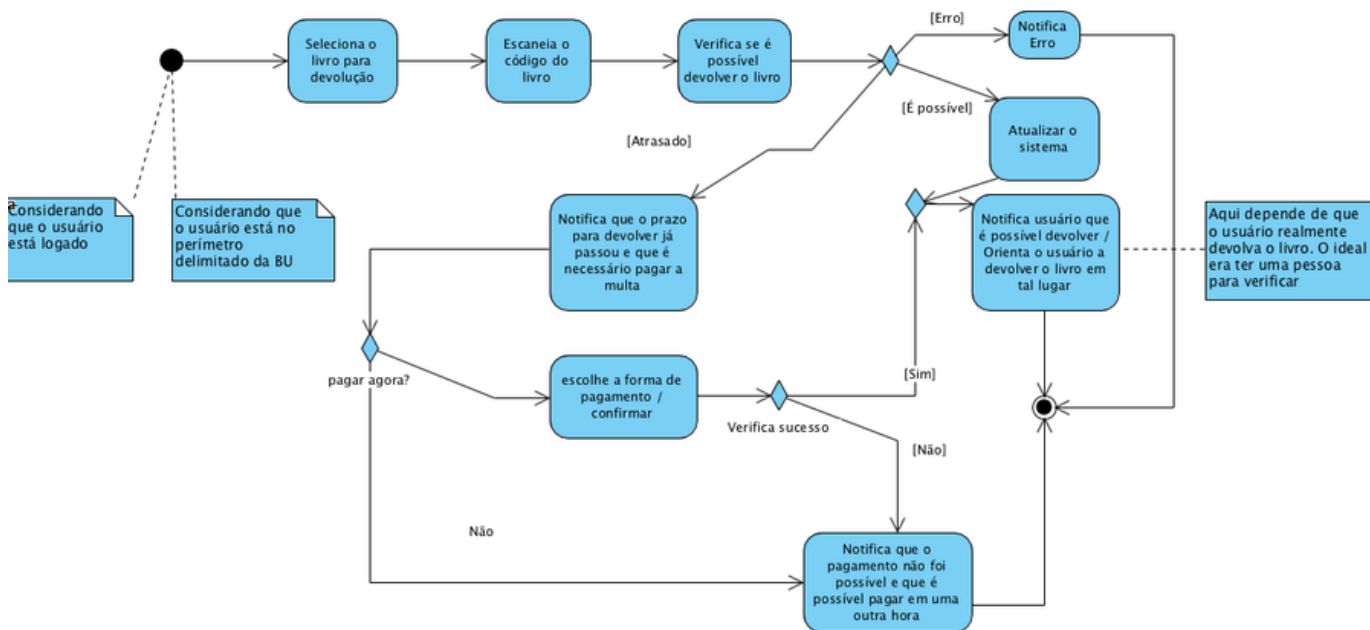 Seleciona o
livro para
devolução
Escaneia o
código do
livro
Verifica se é
possível
devolver o livro
[Erro]
Notifica
Erro
[É possível]
Atualizar o
sistema
[Atrasado]
Considerando
que o usuário
está logado
Considerando que
o usuário está no
perímetro
delimitado da BU
Notifica que o prazo
para devolver já
passou e que é
necessário pagar a
multa
Notifica usuário que
é possível devolver /
Orienta o usuário a
devolver o livro em
tal lugar
Aqui depende de que
o usuário realmente
devolva o livro. O ideal
era ter uma pessoa
para verificar
pagar agora?
escolhe a forma de
pagamento /
confirmar
Verifica sucesso
[Sim]
[Não]
Não
Notifica que o
pagamento não foi
possível e que é
possível pagar em uma
outra hora